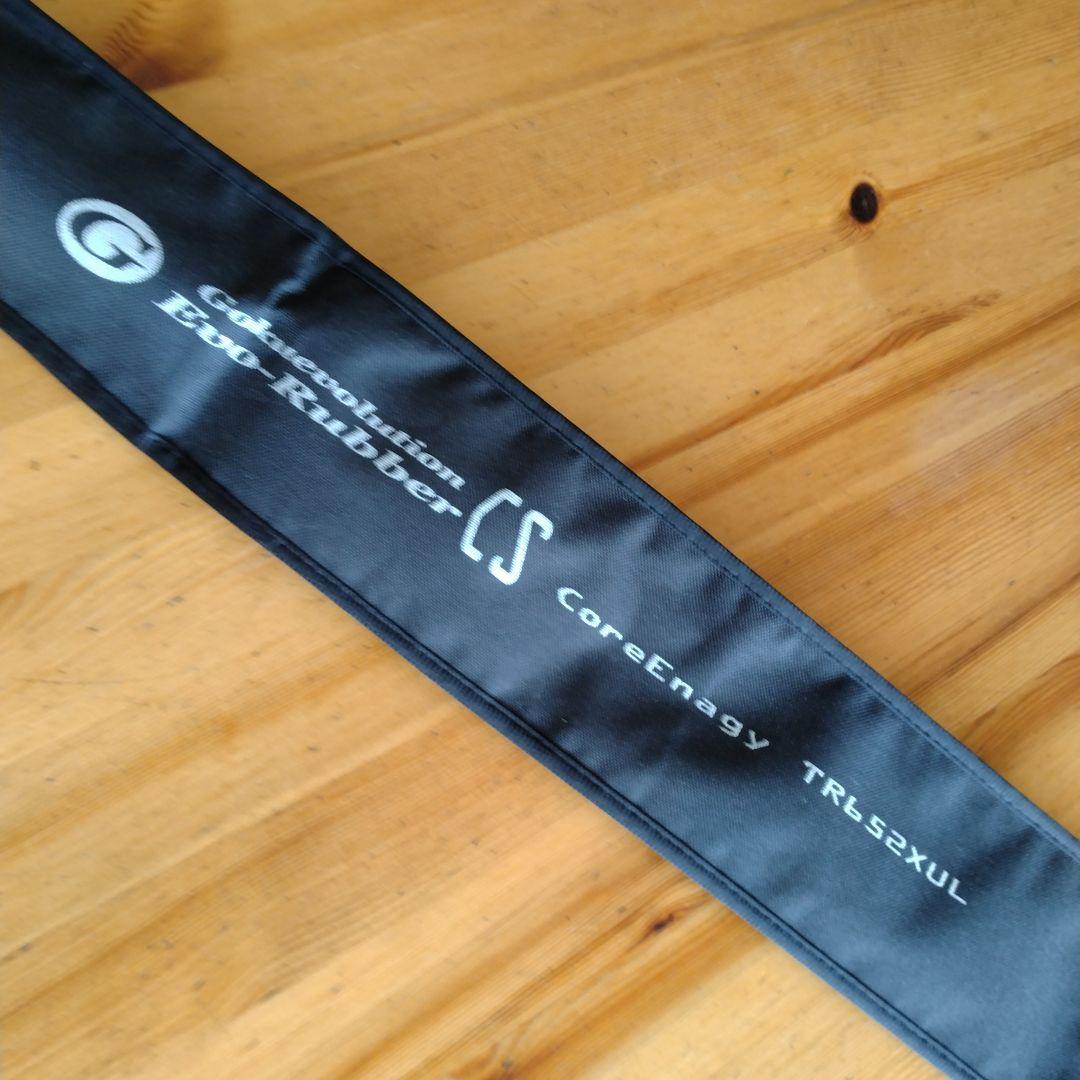 G
Gokuevolution
Evo-Rubber
CS CoreEnagy TR652XUL